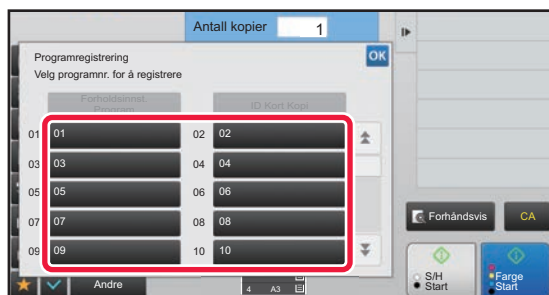 Antall kopier 1
Programregistrering
OK
Velg programnr. for å registrere
Forholdsinnst.
Program
ID Kort Kopi
01 01 02 02
03 03 04 04
05 05 06 06
07 07 08 08
09 09 10 10
Forhåndsvis CA
Andre
4 A3
S/H
Start
Farge
Start